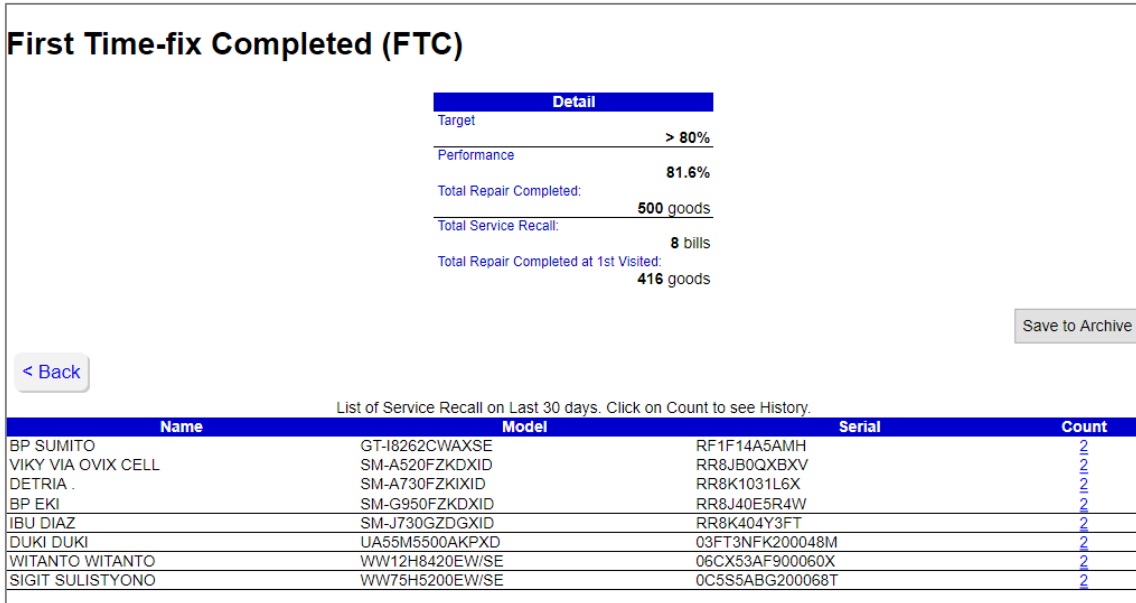 First Time-fix Completed (FTC)
Detail
Target
> 80%
Performance
81.6%
Total Repair Completed:
500 goods
Total Service Recall:
8 bills
Total Repair Completed at 1st Visited:
416 goods
Save to Archive
< Back
List of Service Recall on Last 30 days. Click on Count to see History.
Name Model Serial Count
BP SUMITO GT-I8262CWAXSE RF1F14A5AMH 2
VIKY VIA OVIX CELL SM-A520FZKDXID RR8JB0QXBXV 2
DETRIA . SM-A730FZKIXID RR8K1031L6X 2
BP EKI SM-G950FZKDXID RR8J40E5R4W 2
IBU DIAZ SM-J730GZDGXID RR8K404Y3FT 2
DUKI DUKI UA55M5500AKPXD 03FT3NFK200048M 2
WITANTO WITANTO WW12H8420EW/SE 06CX53AF900060X 2
SIGIT SULISTYONO WW75H5200EW/SE 0C5S5ABG200068T 2